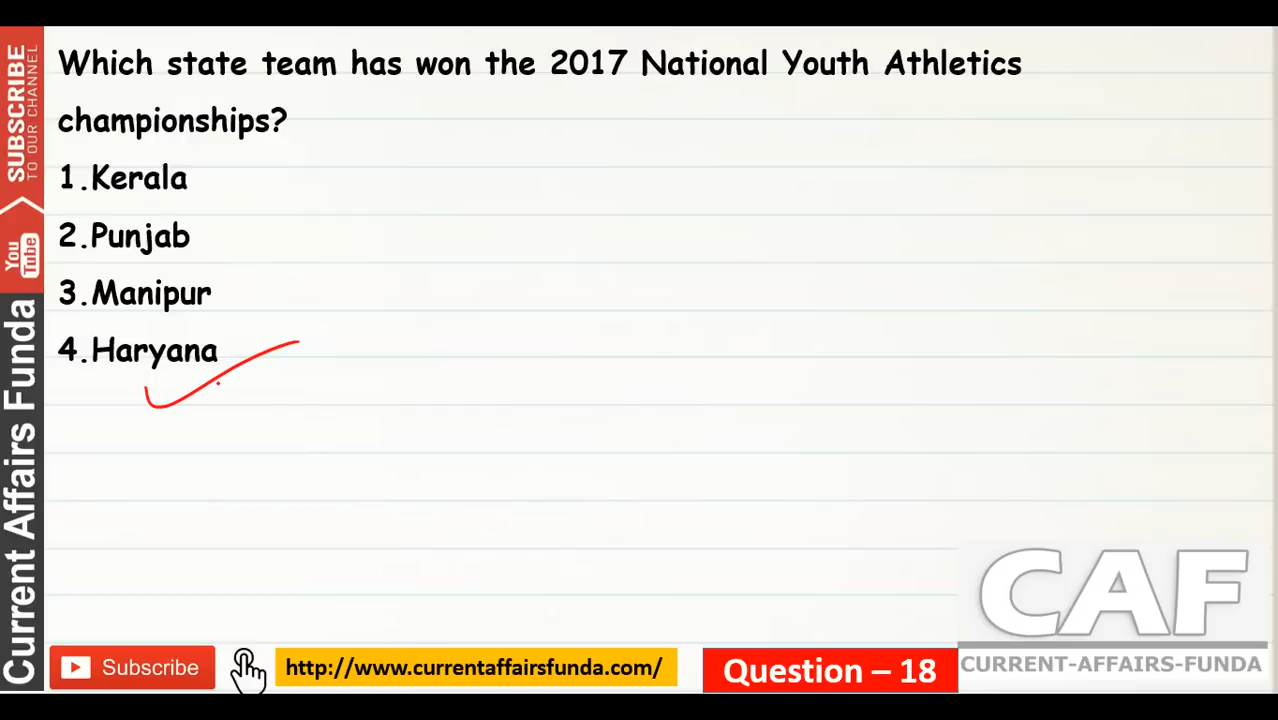 Which state team has won the 2017 National Youth Athletics
championships?
1.Kerala
2.Punjab
3.Manipur
4.Haryana
SUBSCRIBE
TO OUR CHANNEL
You
Tube
Current Affairs Funda
CAF
CURRENT-AFFAIRS-FUNDA
Subscribe
http://www.currentaffairsfunda.com/
Question – 18